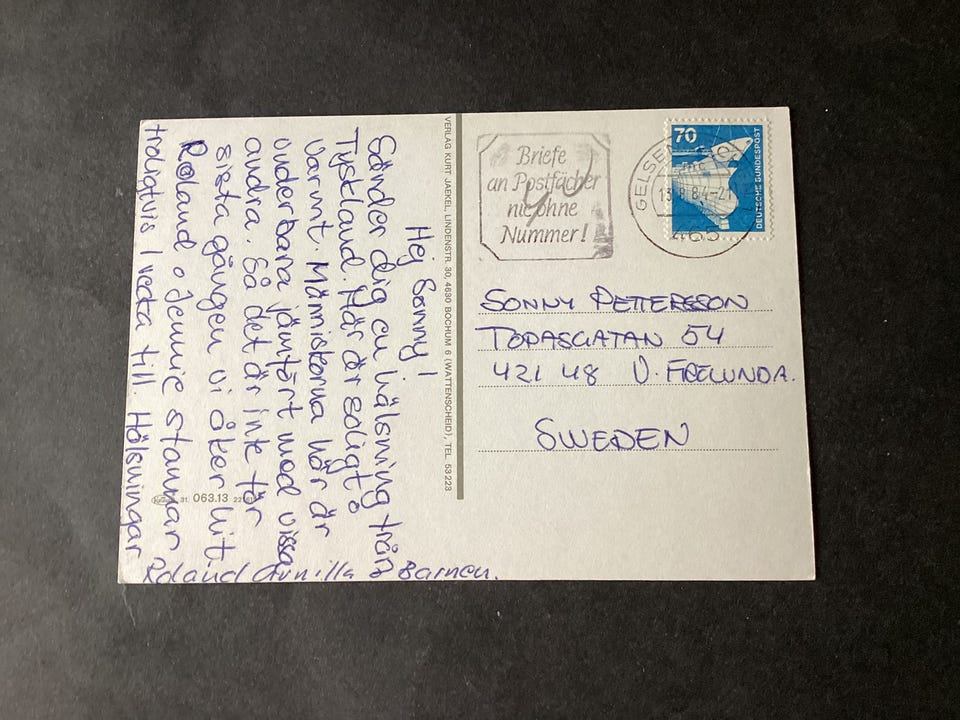 Hej Sonny!
Sänder dig en hälsning från
Tyskland. Här är soligt o
varmt. Människorna här är
underbara jämfört med vissa
andra. Så det är inte för
sista gången vi åker hit
Roland o Jennie stannar
troligtvis 1 vecka till. Hälsningar
Roland Gunilla o Barnen.
VERLAG KURT JAEKEL, LINDENSTR. 30, 4630 BOCHUM 6 (WATTENSCHEID), TEL 53223
31. 063.13
Briefe
an Postfächer
nie ohne
Nummer!
465
70
DEUTSCHE BUNDESPOST
SONNY PETTERSSON
TOPASGATAN 54
421 48 V. FRÖLUNDA.
SWEDEN